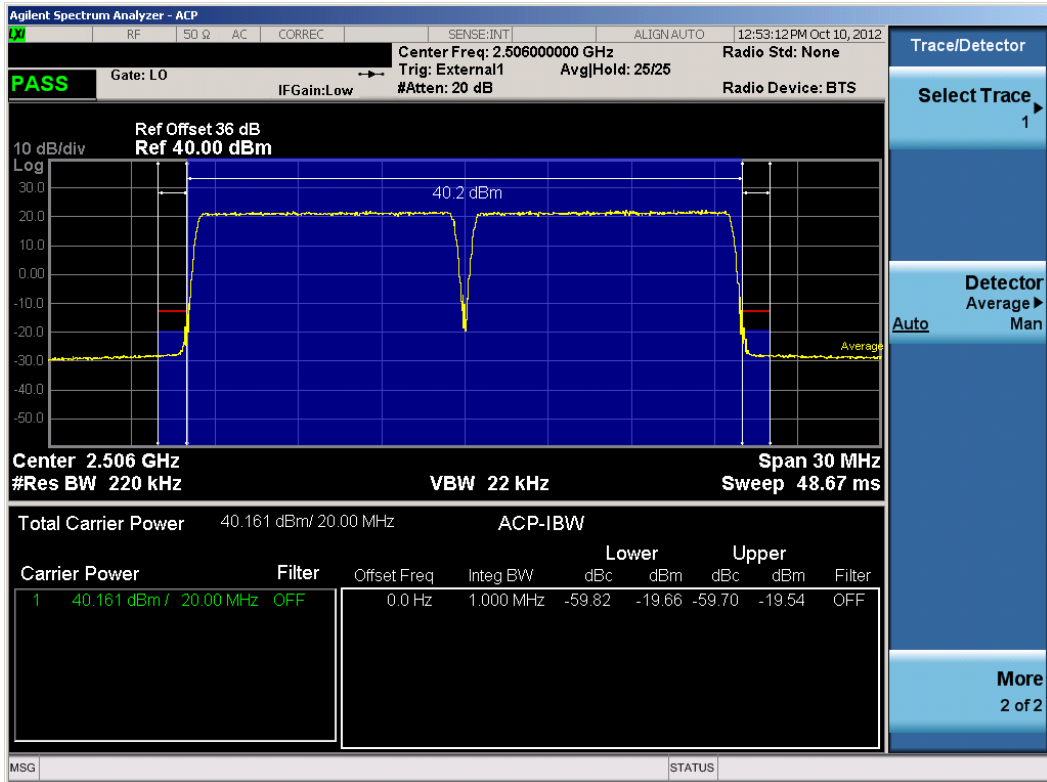 Agilent Spectrum Analyzer - ACP
LXI RF 50 Ω AC CORREC SENSE:INT ALIGN AUTO 12:53:12 PM Oct 10, 2012
Center Freq: 2.506000000 GHz Radio Std: None
PASS Gate: LO Trig: External1 Avg|Hold: 25/25
IFGain:Low #Atten: 20 dB Radio Device: BTS
Ref Offset 36 dB
10 dB/div Ref 40.00 dBm
Log
30.0
40.2 dBm
20.0
10.0
0.00
-10.0
-20.0
Average
-30.0
-40.0
-50.0
Center 2.506 GHz Span 30 MHz
#Res BW 220 kHz VBW 22 kHz Sweep 48.67 ms
Total Carrier Power 40.161 dBm/ 20.00 MHz ACP-IBW
Lower Upper
Carrier Power Filter Offset Freq Integ BW dBc dBm dBc dBm Filter
1 40.161 dBm / 20.00 MHz OFF 0.0 Hz 1.000 MHz -59.82 -19.66 -59.70 -19.54 OFF
MSG STATUS
Trace/Detector
Select Trace
1
Detector
Average
Auto Man
More
2 of 2